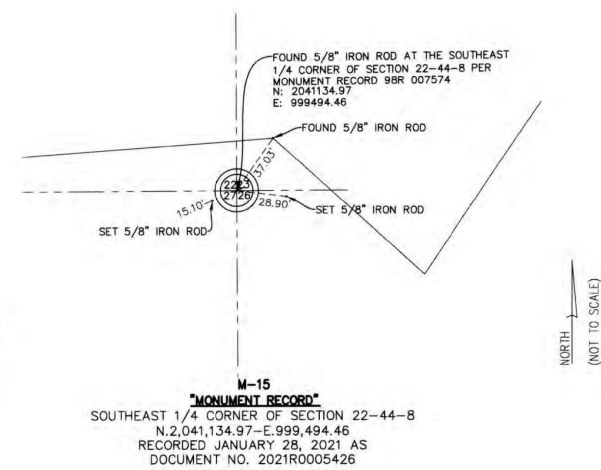 FOUND 5/8" IRON ROD AT THE SOUTHEAST
1/4 CORNER OF SECTION 22-44-8 PER
MONUMENT RECORD 98R 007574
N: 2041134.97
E: 999494.46
FOUND 5/8" IRON ROD
37.03'
22 23
27 26
15.10'
28.90'
SET 5/8" IRON ROD
SET 5/8" IRON ROD
NORTH
(NOT TO SCALE)
M-15
"MONUMENT RECORD"
SOUTHEAST 1/4 CORNER OF SECTION 22-44-8
N.2,041,134.97-E.999,494.46
RECORDED JANUARY 28, 2021 AS
DOCUMENT NO. 2021R0005426